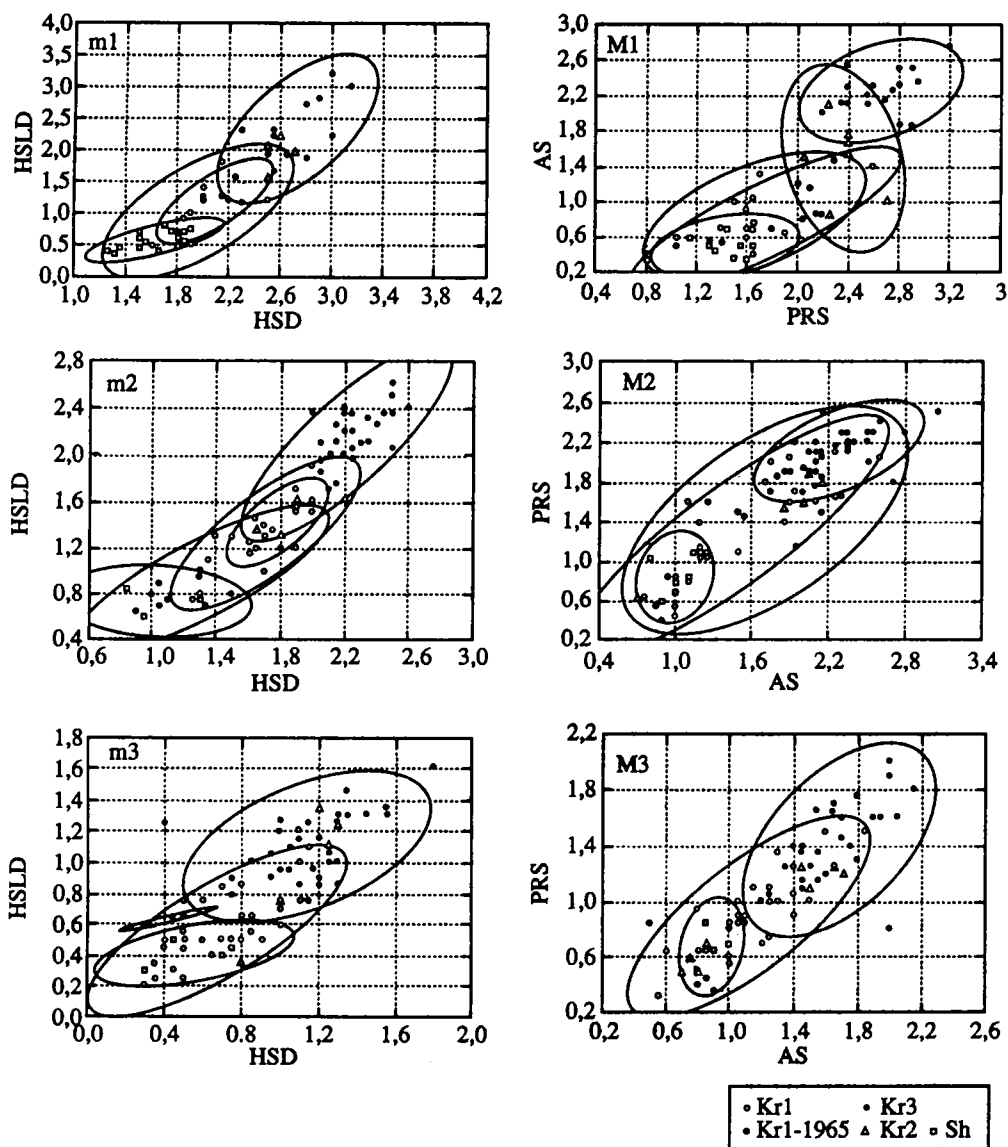 m1
4,0
3,5
3,0
2,5
2,0
1,5
1,0
0,5
0,0
HSLD
1,0 1,4 1,8 2,2 2,6 3,0 3,4 3,8 4,2
HSD
M1
3,0
2,6
2,2
1,8
1,4
1,0
0,6
0,2
AS
0,8 1,2 1,6 2,0 2,4 2,8 3,2 3
PRS
m2
2,8
2,4
2,0
1,6
1,2
0,8
0,4
HSLD
0,6 1,0 1,4 1,8 2,2 2,6 3,0
HSD
M2
3,0
2,6
2,2
1,8
1,4
1,0
0,6
0,2
PRS
0,4 1,0 1,6 2,2 2,8 3,4
AS
m3
1,8
1,6
1,4
1,2
1,0
0,8
0,6
0,4
0,2
0,0
HSLD
0,0 0,4 0,8 1,2 1,6 2,0
HSD
M3
2,2
1,8
1,4
1,0
0,6
0,2
PRS
0,2 0,6 1,0 1,4 1,8 2,2 2,6
AS
Kr1 Kr3
Kr1-1965 Kr2 Sh